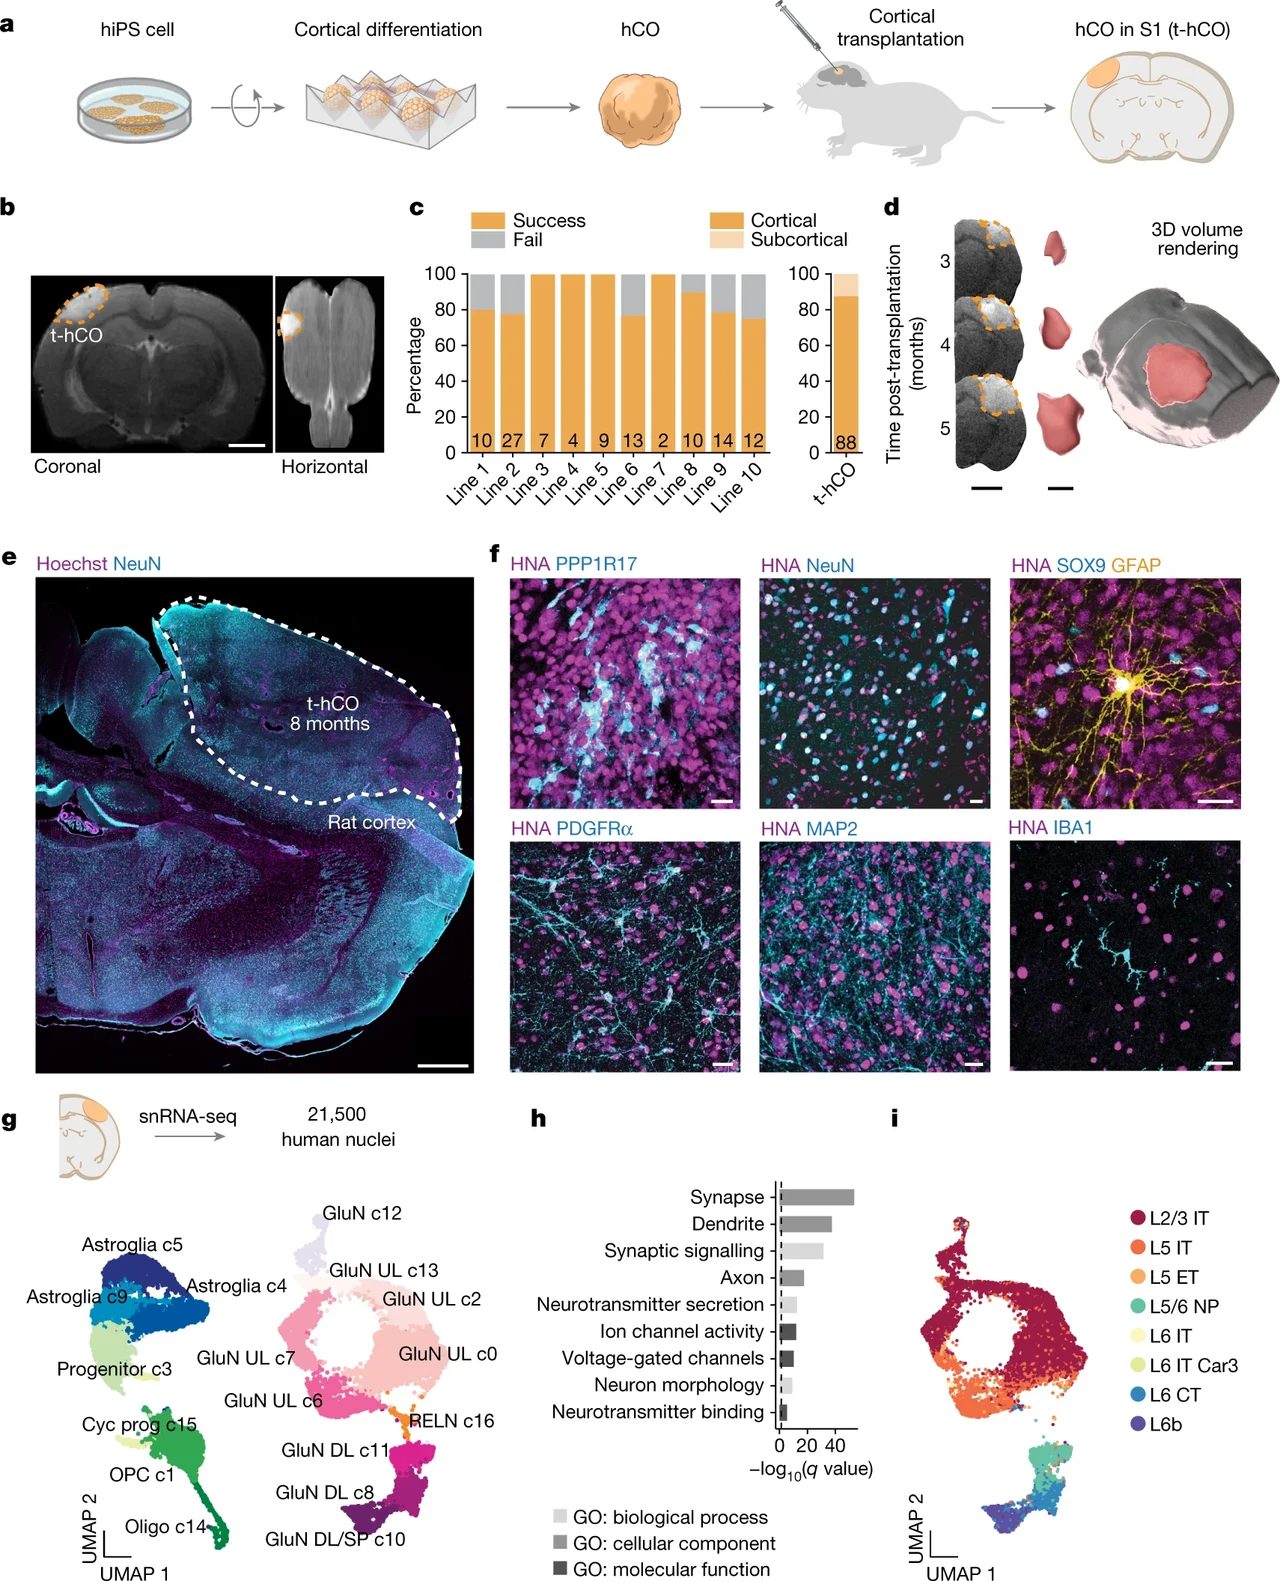 a
hiPS cell
Cortical differentiation
hCO
Cortical
transplantation
hCO in S1 (t-hCO)
b
t-hCO
Coronal
Horizontal
c
Success
Fail
Cortical
Subcortical
Percentage
100
80
60
40
20
0
10 27 7 4 9 13 2 10 14 12
Line 1
Line 2
Line 3
Line 4
Line 5
Line 6
Line 7
Line 8
Line 9
Line 10
100
80
60
40
20
0
88
t-hCO
d
Time post-transplantation
(months)
3
4
5
3D volume
rendering
e
Hoechst NeuN
t-hCO
8 months
Rat cortex
f
HNA PPP1R17
HNA NeuN
HNA SOX9 GFAP
HNA PDGFRα
HNA MAP2
HNA IBA1
g
snRNA-seq
21,500
human nuclei
GluN c12
Astroglia c5
GluN UL c13
Astroglia c4
Astroglia c9
GluN UL c2
GluN UL c7
GluN UL c0
Progenitor c3
GluN UL c6
RELN c16
Cyc prog c15
GluN DL c11
OPC c1
GluN DL c8
Oligo c14
GluN DL/SP c10
UMAP 2
UMAP 1
h
Synapse
Dendrite
Synaptic signalling
Axon
Neurotransmitter secretion
Ion channel activity
Voltage-gated channels
Neuron morphology
Neurotransmitter binding
0 20 40
−log10(q value)
GO: biological process
GO: cellular component
GO: molecular function
i
L2/3 IT
L5 IT
L5 ET
L5/6 NP
L6 IT
L6 IT Car3
L6 CT
L6b
UMAP 2
UMAP 1